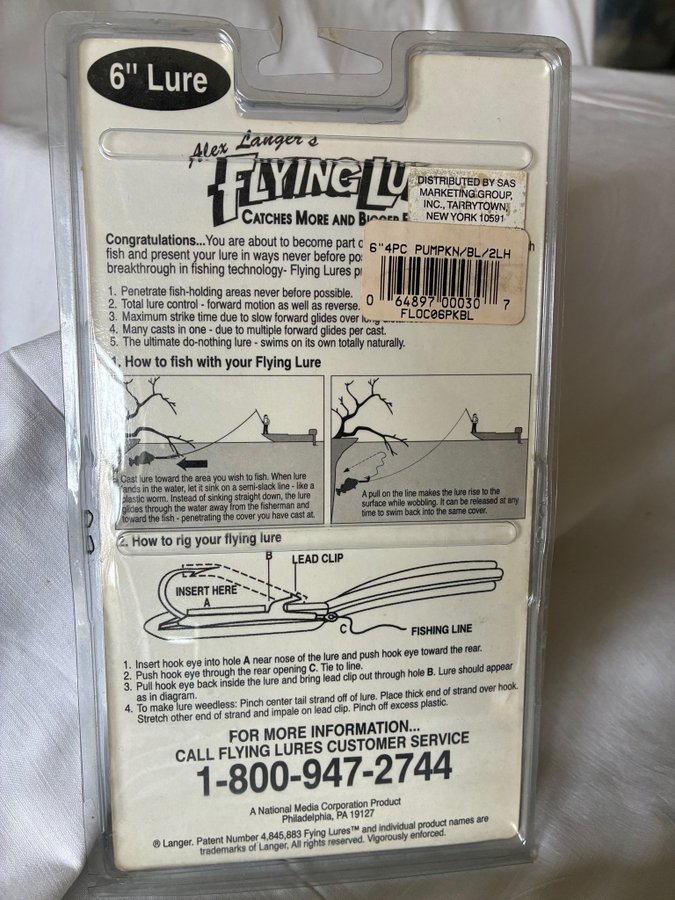 6" Lure
Alex Langer's
FLYING LU
CATCHES MORE AND BIGGER
DISTRIBUTED BY SAS
MARKETING GROUP,
INC., TARRYTOWN,
NEW YORK 10591
Congratulations...You are about to become part
fish and present your lure in ways never before
breakthrough in fishing technology- Flying Lures
6"4PC PUMPKN/BL/2LH
0 64897 00030 7
FLOC06PKBL
1. Penetrate fish-holding areas never before possible.
2. Total lure control - forward motion as well as reverse.
3. Maximum strike time due to slow forward glides over long
4. Many casts in one - due to multiple forward glides per cast.
5. The ultimate do-nothing lure - swims on its own totally naturally.
1. How to fish with your Flying Lure
Cast lure toward the area you wish to fish. When lure
lands in the water, let it sink on a semi-slack line - like a
plastic worm. Instead of sinking straight down, the lure
glides through the water away from the fisherman and
toward the fish - penetrating the cover you have cast at.
A pull on the line makes the lure rise to the
surface while wobbling. It can be released at any
time to swim back into the same cover.
2. How to rig your flying lure
B
LEAD CLIP
INSERT HERE
A
C
FISHING LINE
1. Insert hook eye into hole A near nose of the lure and push hook eye toward the rear.
2. Push hook eye through the rear opening C. Tie to line.
3. Pull hook eye back inside the lure and bring lead clip out through hole B. Lure should appear
as in diagram.
4. To make lure weedless: Pinch center tail strand off of lure. Place thick end of strand over hook.
Stretch other end of strand and impale on lead clip. Pinch off excess plastic.
FOR MORE INFORMATION...
CALL FLYING LURES CUSTOMER SERVICE
1-800-947-2744
A National Media Corporation Product
Philadelphia, PA 19127
® Langer. Patent Number 4,845,883 Fying Lures™ and individual product names are
trademarks of Langer, All rights reserved. Vigorously enforced.